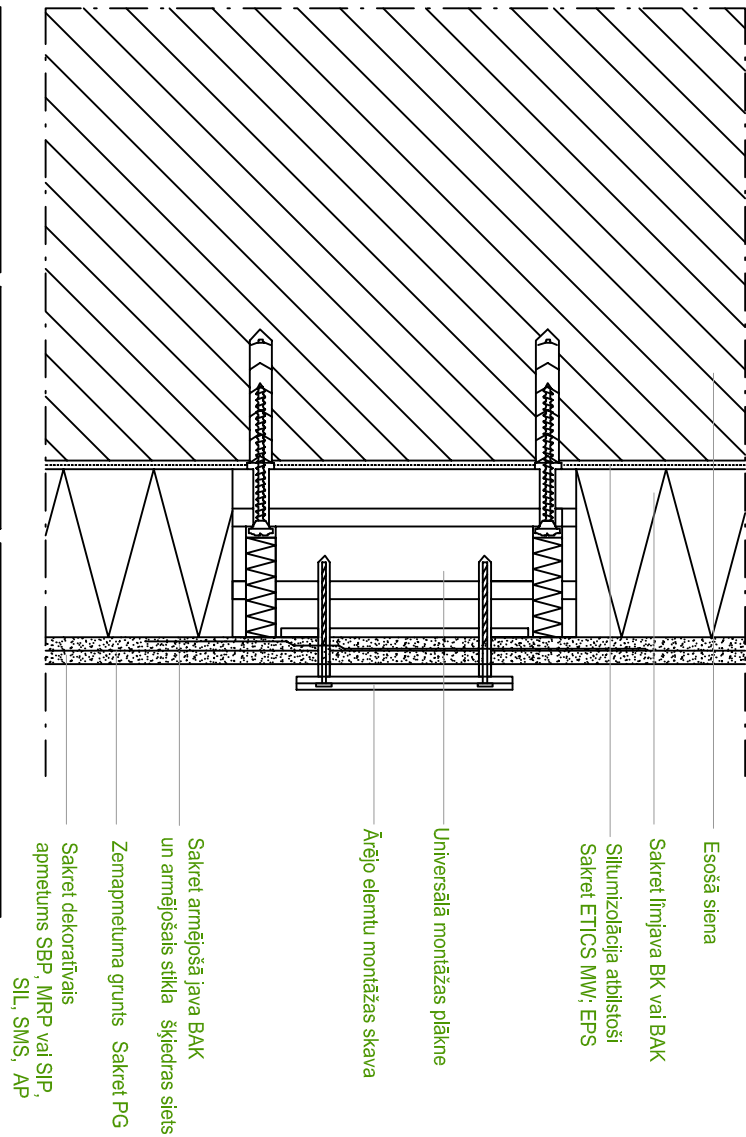 Esošā siena
Sakret līmjava BK vai BAK
Siltumizolācija atbilstoši
Sakret ETICS MW; EPS
Universālā montāžas plākne
Ārējo elemtu montāžas skava
Sakret armējošā java BAK
un armējošais stikla šķiedras siets
Zemapmetuma grunts Sakret PG
Sakret dekoratīvais
apmetums SBP, MRP vai SIP,
SIL, SMS, AP